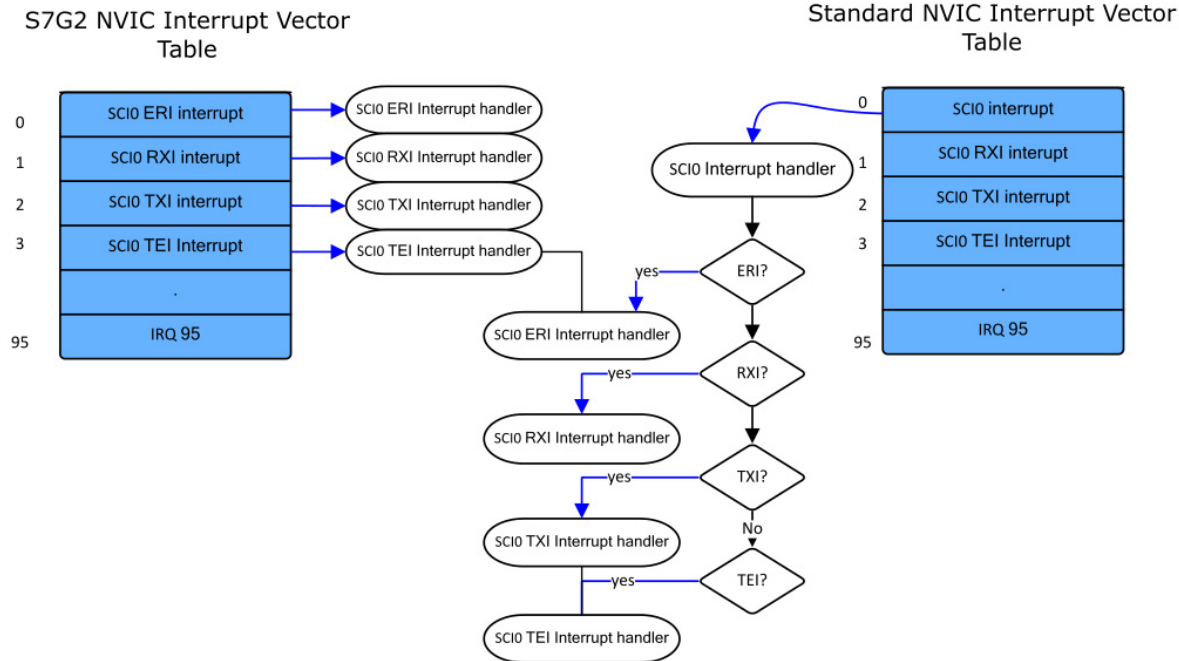 S7G2 NVIC Interrupt Vector
Table
0
1
2
3
95
SCI0 ERI interrupt
SCI0 RXI interupt
SCI0 TXI interrupt
SCI0 TEI Interrupt
.
IRQ 95
SCI0 ERI Interrupt handler
SCI0 RXI Interrupt handler
SCI0 TXI Interrupt handler
SCI0 TEI Interrupt handler
Standard NVIC Interrupt Vector
Table
0
1
2
3
95
SCI0 interrupt
SCI0 RXI interupt
SCI0 TXI interrupt
SCI0 TEI Interrupt
.
IRQ 95
SCI0 Interrupt handler
ERI?
yes
SCI0 ERI Interrupt handler
RXI?
yes
SCI0 RXI Interrupt handler
TXI?
yes
SCI0 TXI Interrupt handler
No
TEI?
yes
SCI0 TEI Interrupt handler